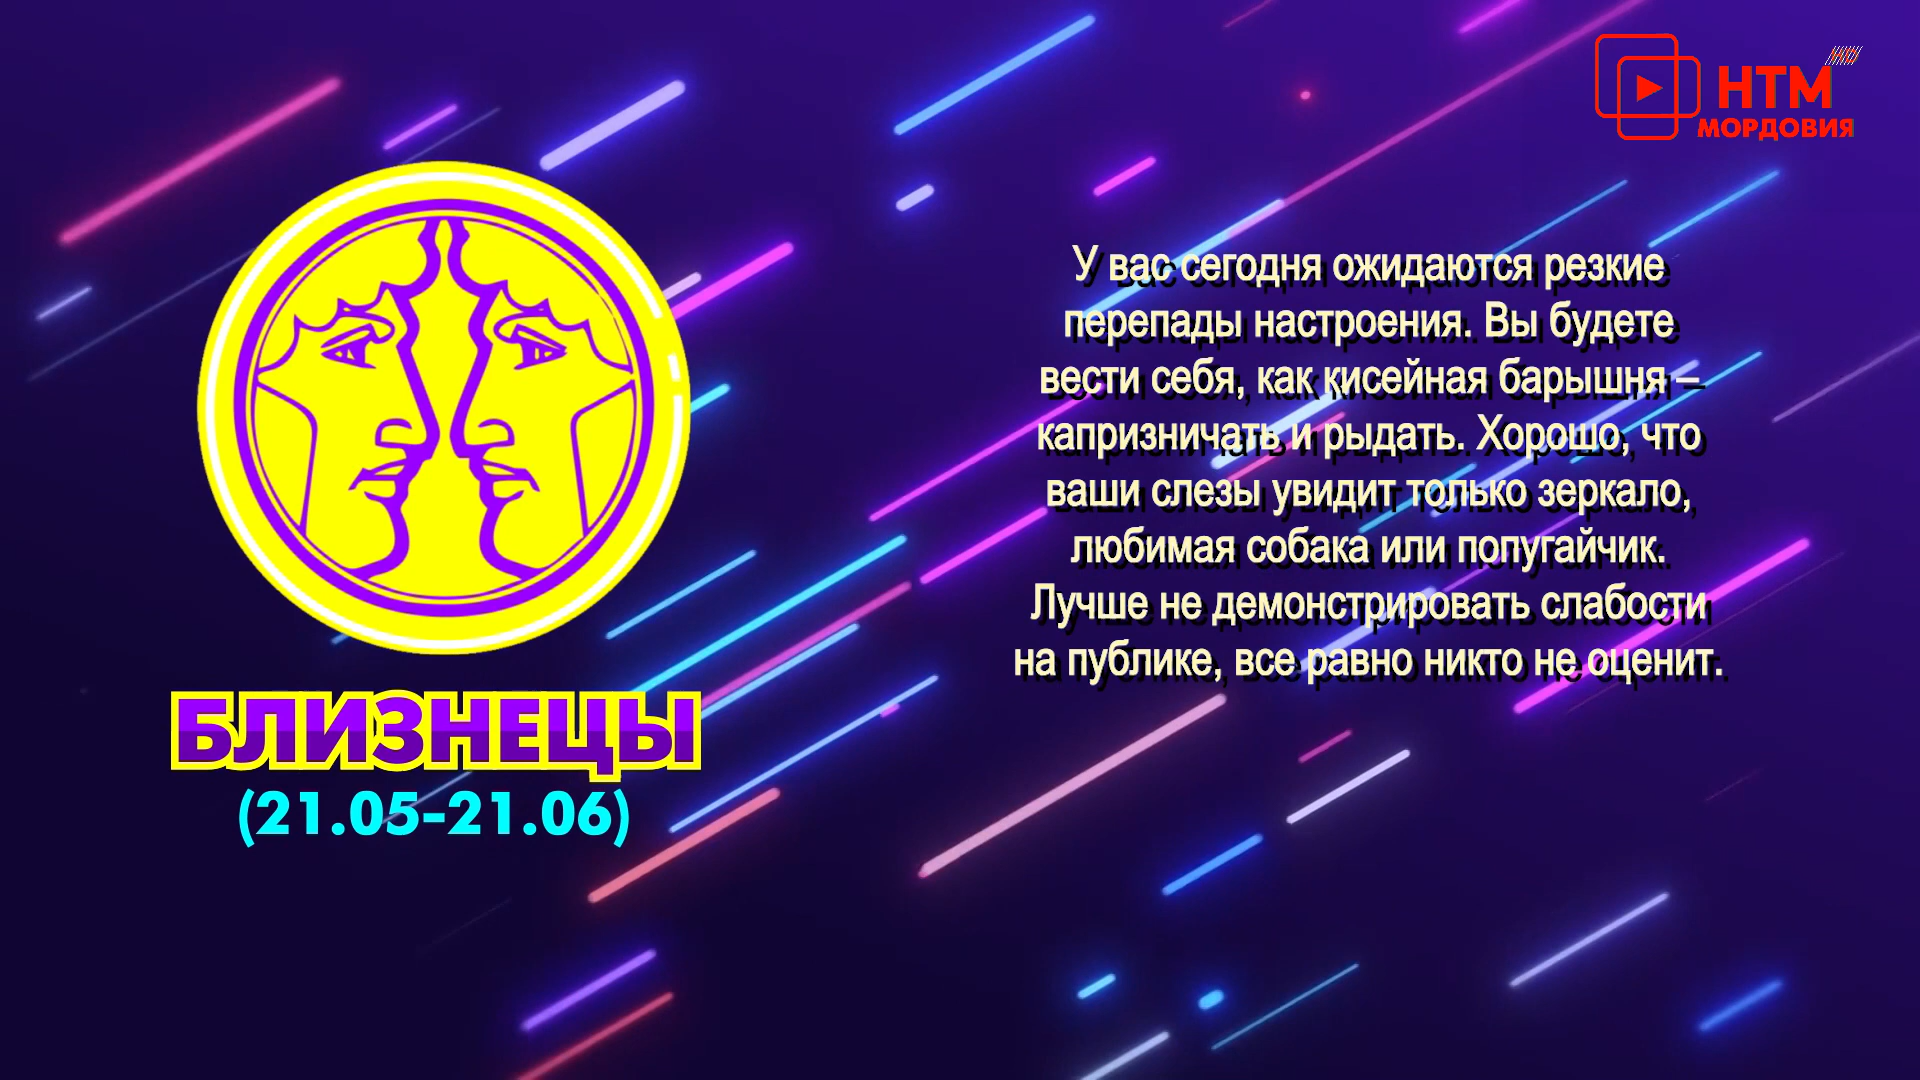 НТМ
МОРДОВИЯ
У вас сегодня ожидаются резкие
перепады настроения. Вы будете
вести себя, как кисейная барышня –
капризничать и рыдать. Хорошо, что
ваши слезы увидит только зеркало,
любимая собака или попугайчик.
Лучше не демонстрировать слабости
на публике, все равно никто не оценит.
БЛИЗНЕЦЫ
(21.05-21.06)